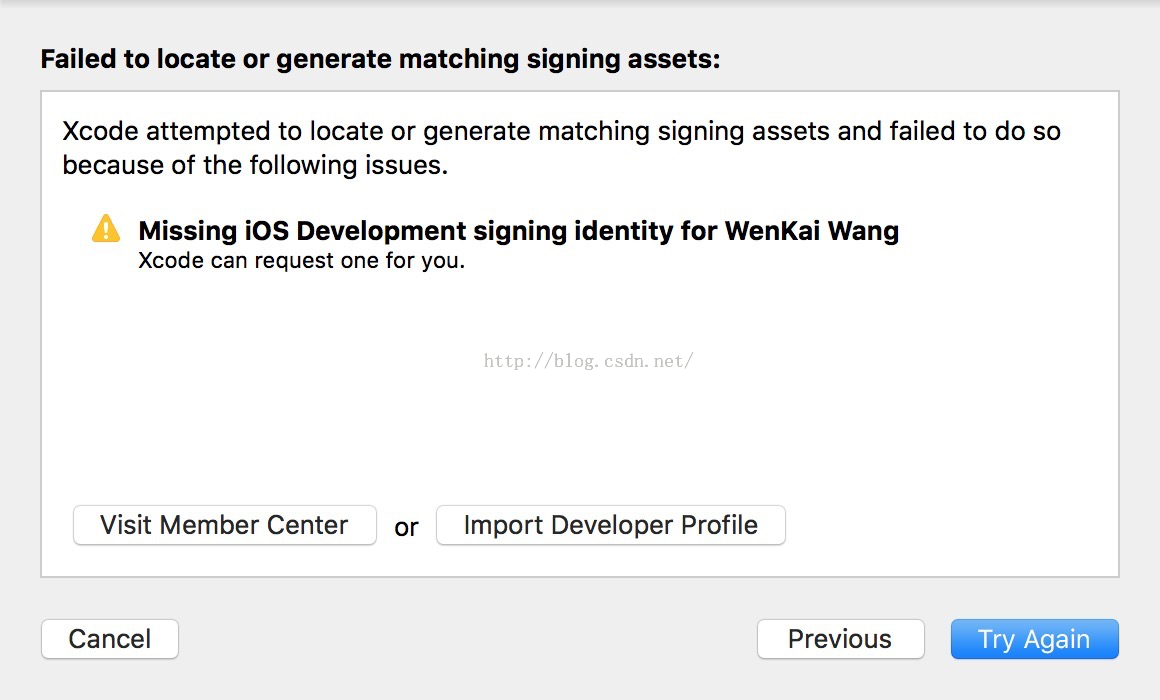 Failed to locate or generate matching signing assets:
Xcode attempted to locate or generate matching signing assets and failed to do so
because of the following issues.
Missing iOS Development signing identity for WenKai Wang
Xcode can request one for you.
http://blog.csdn.net/
Visit Member Center or Import Developer Profile
Cancel Previous Try Again